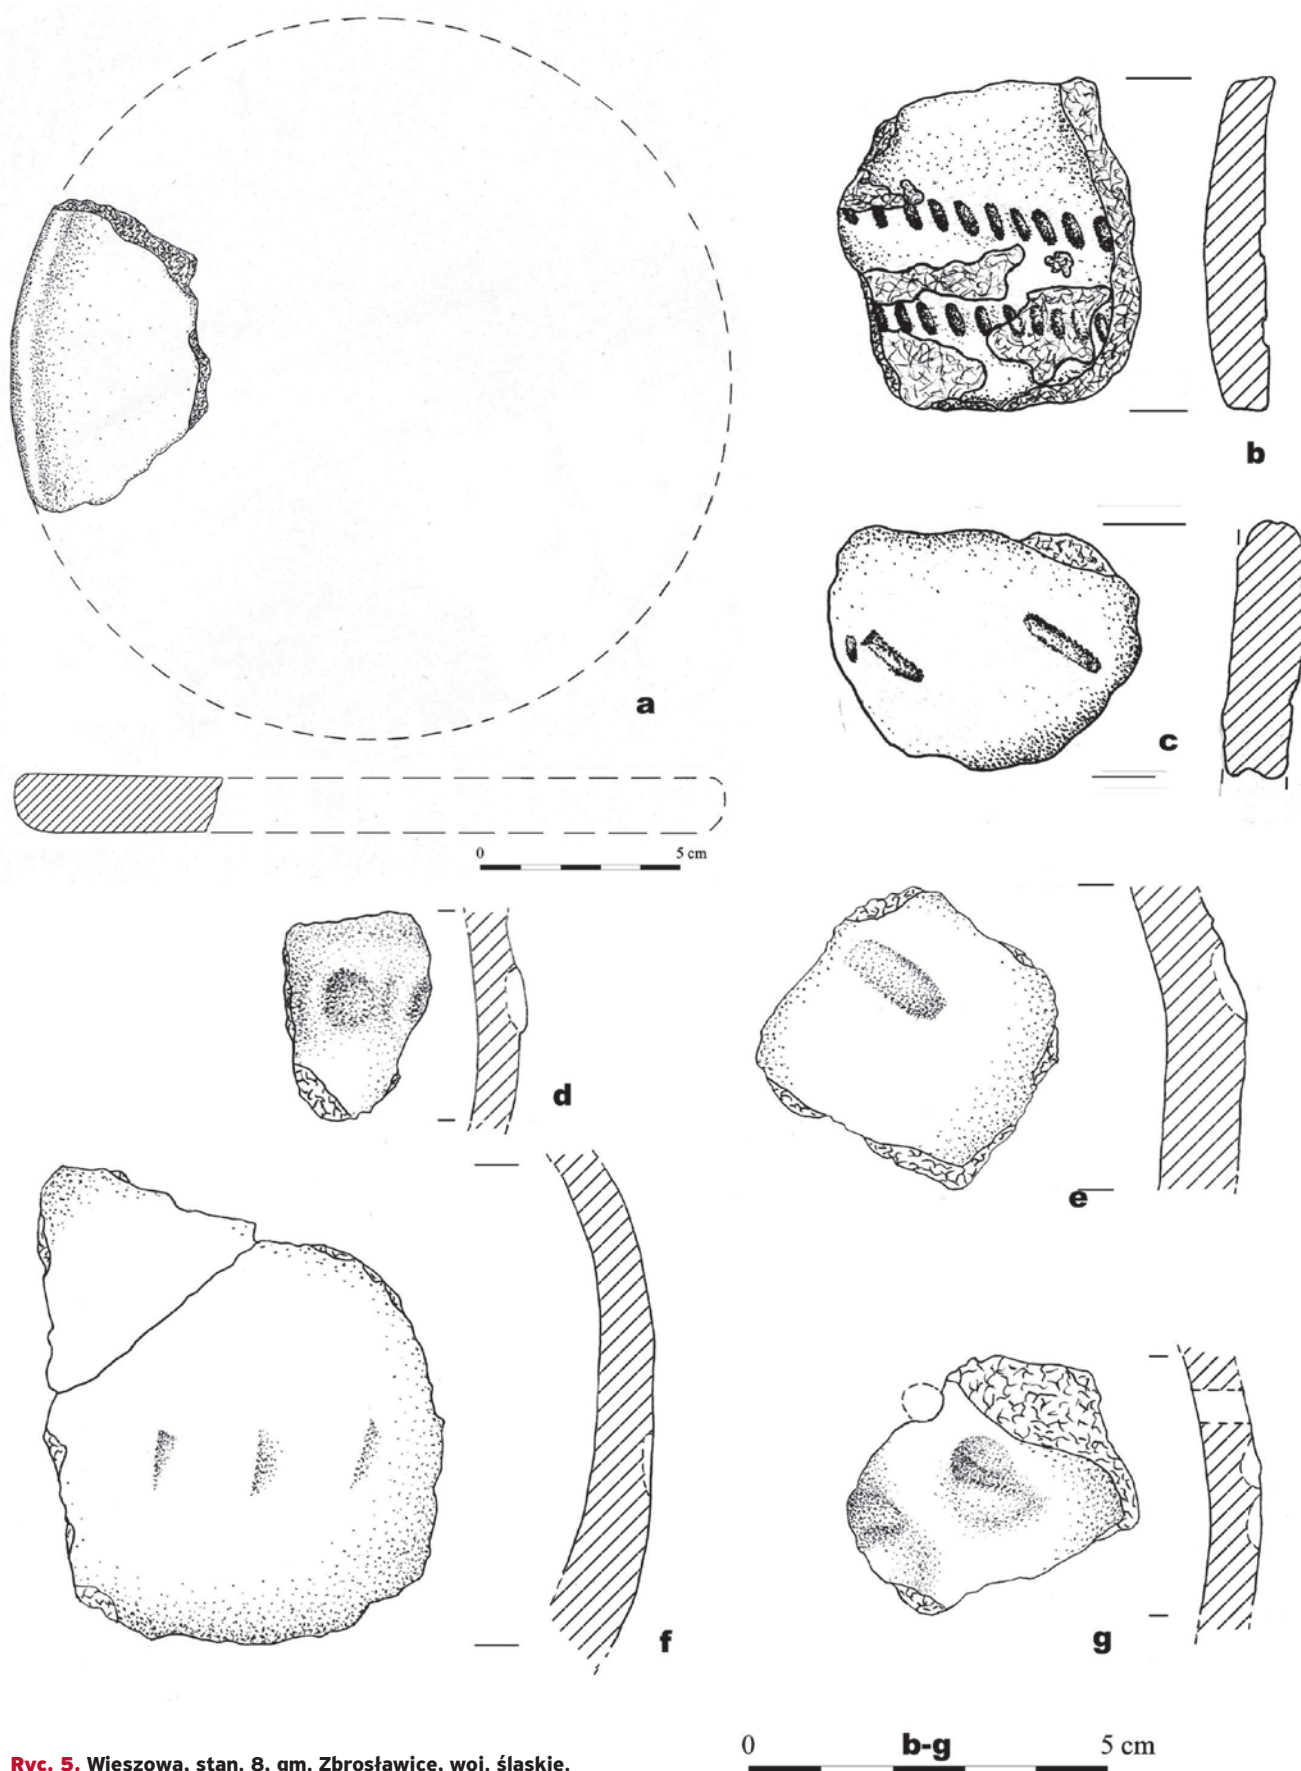 a
b
c
0 5 cm
d
e
f
g
0 b-g 5 cm
Ryc. 5. Wieszowa, stan. 8, gm. Zbrosławice, woj. śląskie.